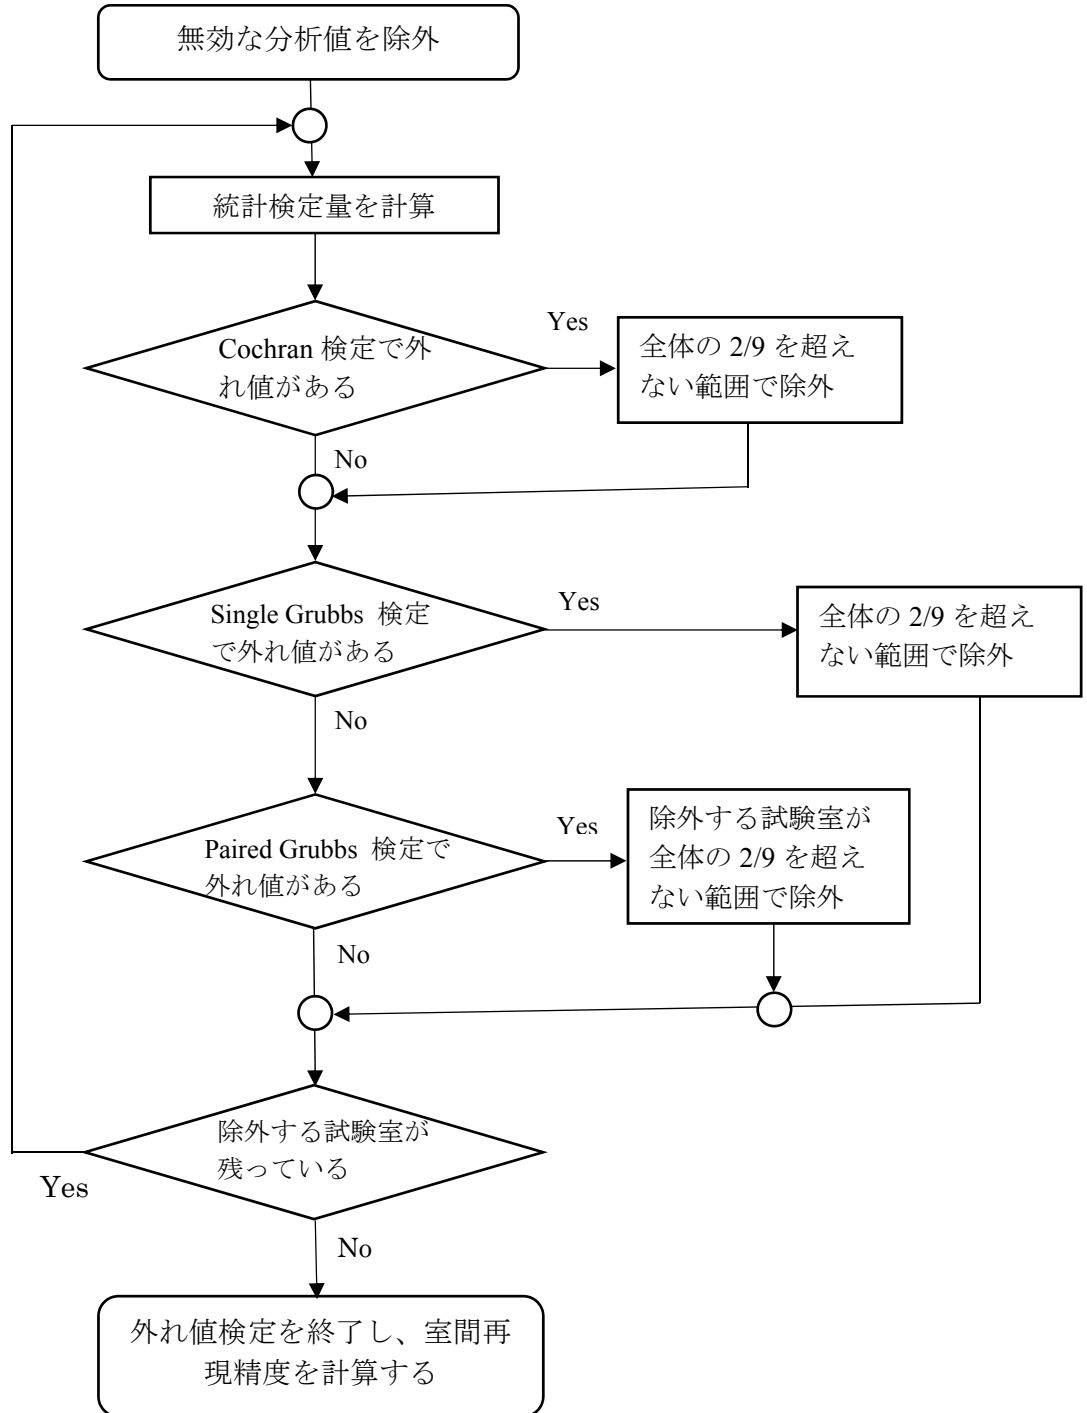 無効な分析値を除外
統計検定量を計算
Cochran 検定で外
れ値がある
Yes
全体の 2/9 を超え
ない範囲で除外
No
Single Grubbs 検定
で外れ値がある
Yes
全体の 2/9 を超え
ない範囲で除外
No
Paired Grubbs 検定で
外れ値がある
Yes
除外する試験室が
全体の 2/9 を超え
ない範囲で除外
No
除外する試験室が
残っている
Yes
No
外れ値検定を終了し、室間再
現精度を計算する